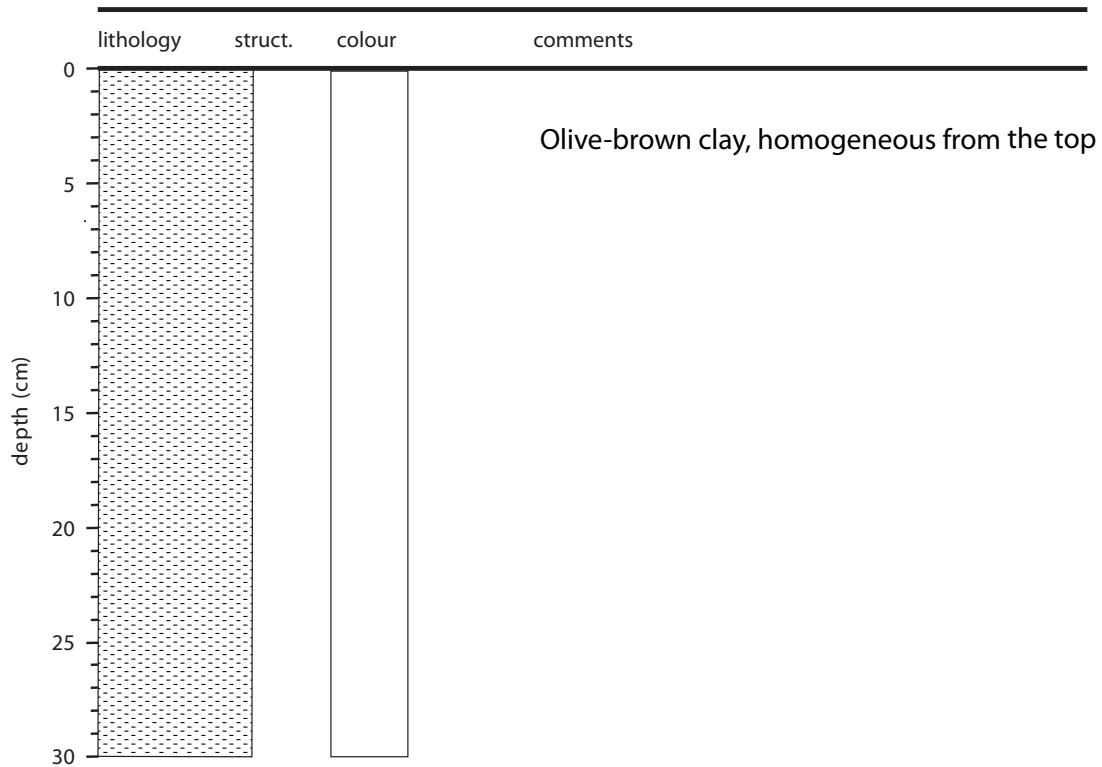 lithology struct. colour comments
0
Olive-brown clay, homogeneous from the top
5
10
depth (cm)
15
20
25
30